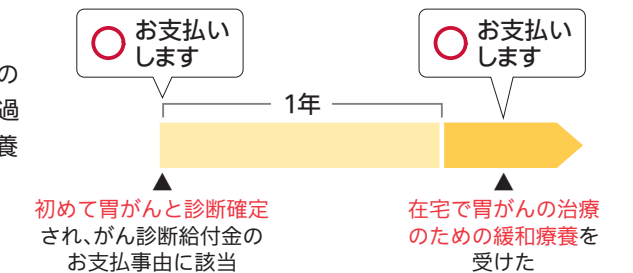 お支払い
します
お支払い
します
の
過
養
1年
初めて胃がんと診断確定
され、がん診断給付金の
お支払事由に該当
在宅で胃がんの治療
のための緩和療養を
受けた